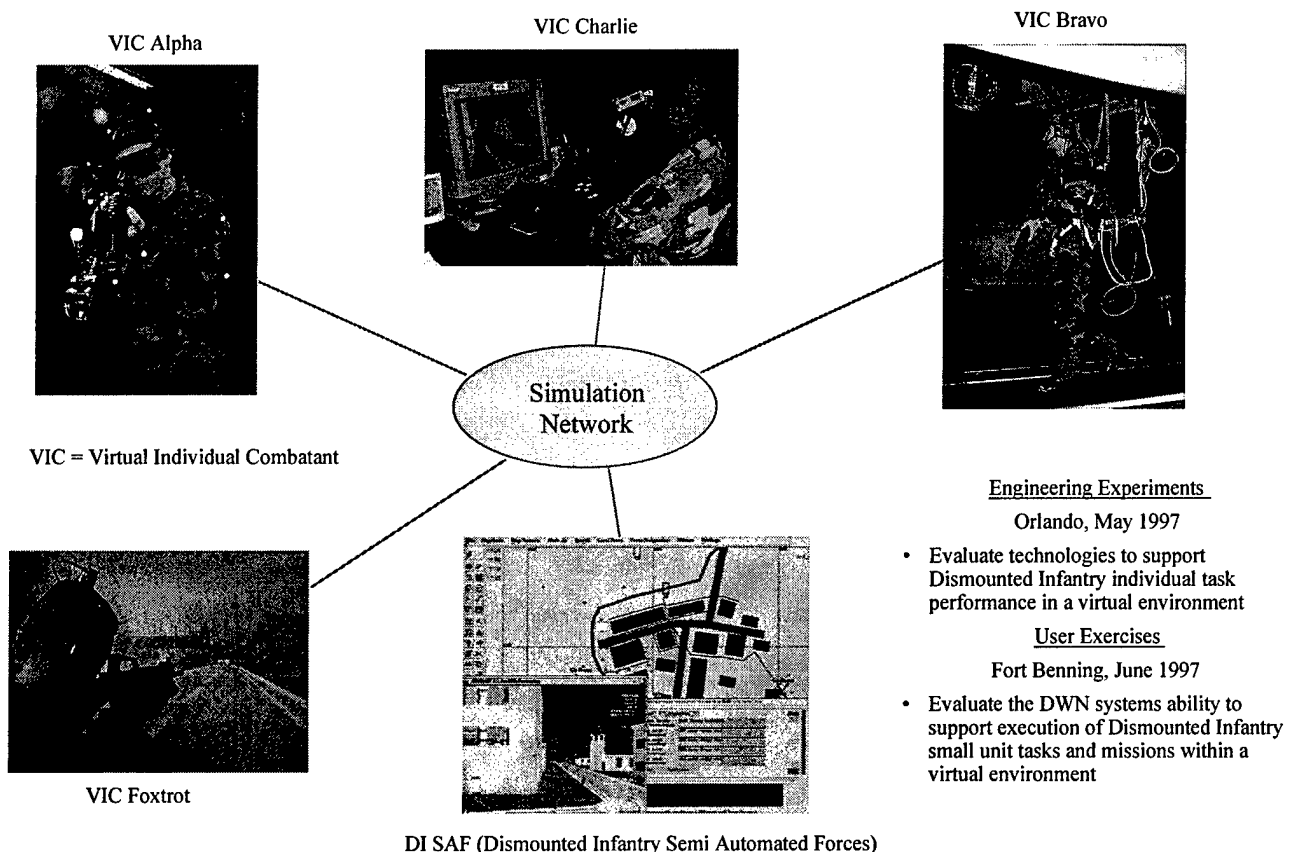 VIC Alpha
VIC Charlie
VIC Bravo
Simulation
Network
VIC = Virtual Individual Combatant
Engineering Experiments
Orlando, May 1997
• Evaluate technologies to support
Dismounted Infantry individual task
performance in a virtual environment
User Exercises
Fort Benning, June 1997
• Evaluate the DWN systems ability to
support execution of Dismounted Infantry
small unit tasks and missions within a
virtual environment
VIC Foxtrot
DI SAF (Dismounted Infantry Semi Automated Forces)